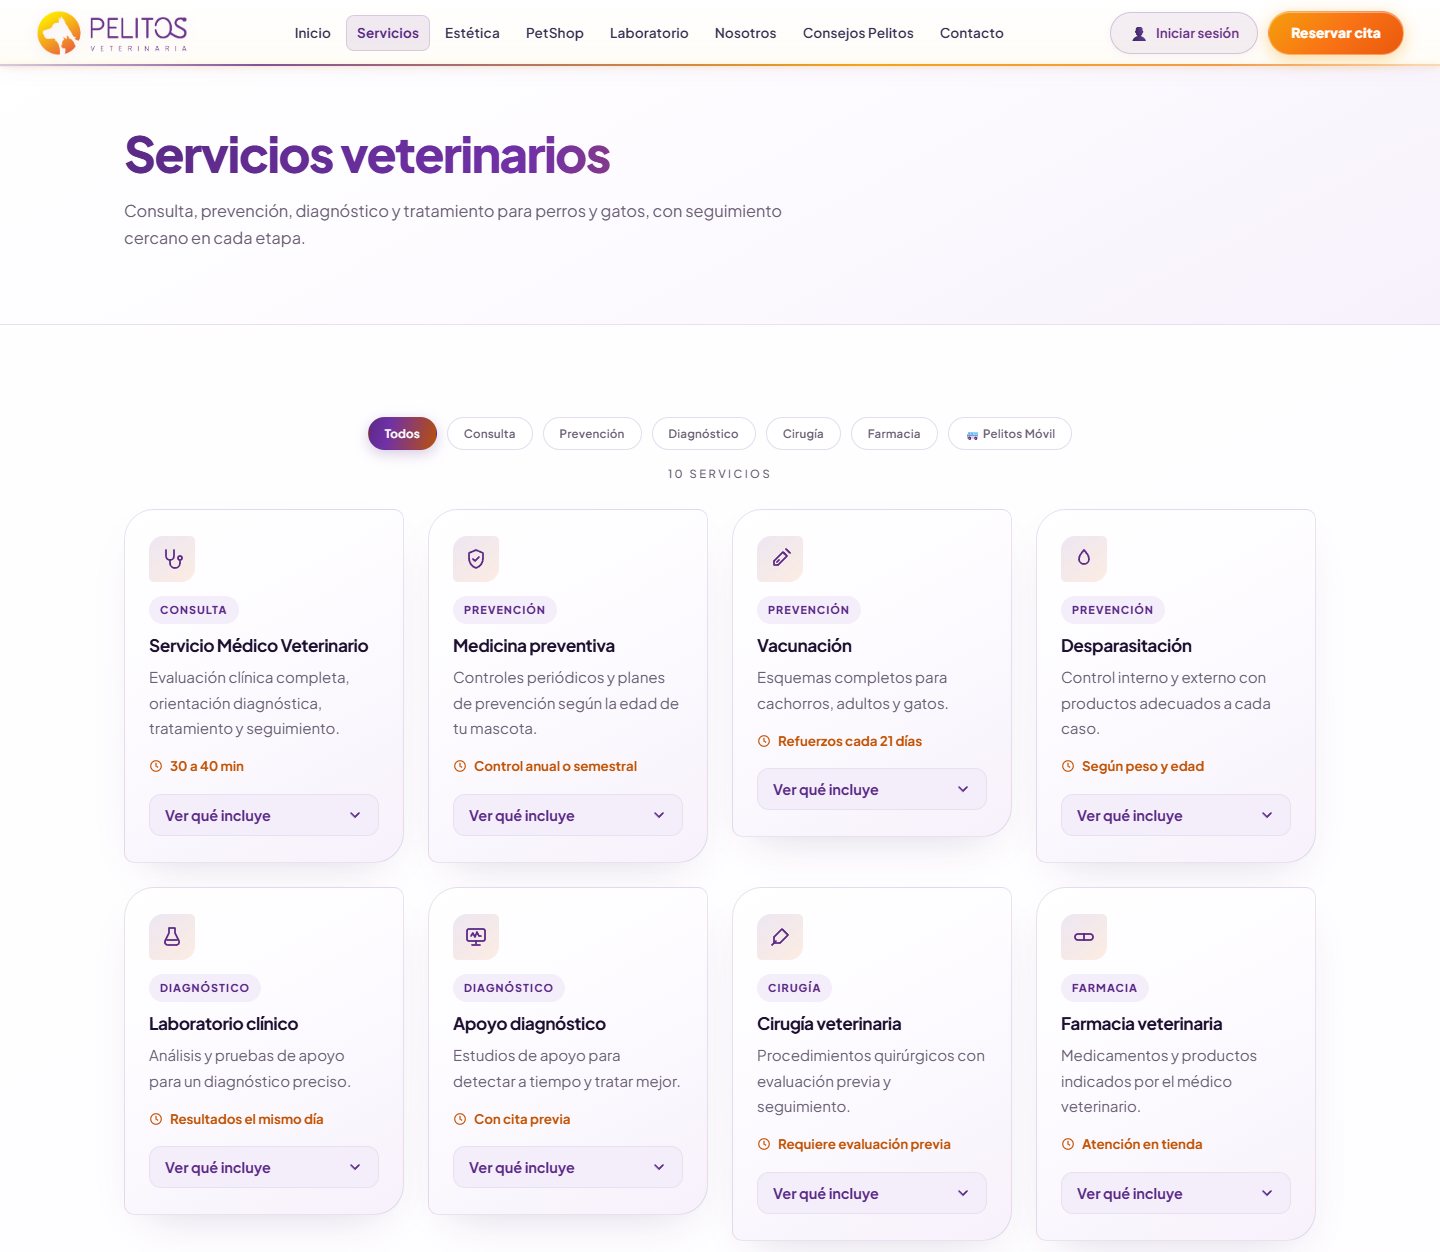 PELITOS
VETERINARIA
Inicio
Servicios
Estética
PetShop
Laboratorio
Nosotros
Consejos Pelitos
Contacto
Iniciar sesión
Reservar cita
Servicios veterinarios
Consulta, prevención, diagnóstico y tratamiento para perros y gatos, con seguimiento
cercano en cada etapa.
Todos
Consulta
Prevención
Diagnóstico
Cirugía
Farmacia
Pelitos Móvil
10 SERVICIOS
CONSULTA
Servicio Médico Veterinario
Evaluación clínica completa,
orientación diagnóstica,
tratamiento y seguimiento.
30 a 40 min
Ver qué incluye
PREVENCIÓN
Medicina preventiva
Controles periódicos y planes
de prevención según la edad de
tu mascota.
Control anual o semestral
Ver qué incluye
PREVENCIÓN
Vacunación
Esquemas completos para
cachorros, adultos y gatos.
Refuerzos cada 21 días
Ver qué incluye
PREVENCIÓN
Desparasitación
Control interno y externo con
productos adecuados a cada
caso.
Según peso y edad
Ver qué incluye
DIAGNÓSTICO
Laboratorio clínico
Análisis y pruebas de apoyo
para un diagnóstico preciso.
Resultados el mismo día
Ver qué incluye
DIAGNÓSTICO
Apoyo diagnóstico
Estudios de apoyo para
detectar a tiempo y tratar mejor.
Con cita previa
Ver qué incluye
CIRUGÍA
Cirugía veterinaria
Procedimientos quirúrgicos con
evaluación previa y
seguimiento.
Requiere evaluación previa
Ver qué incluye
FARMACIA
Farmacia veterinaria
Medicamentos y productos
indicados por el médico
veterinario.
Atención en tienda
Ver qué incluye